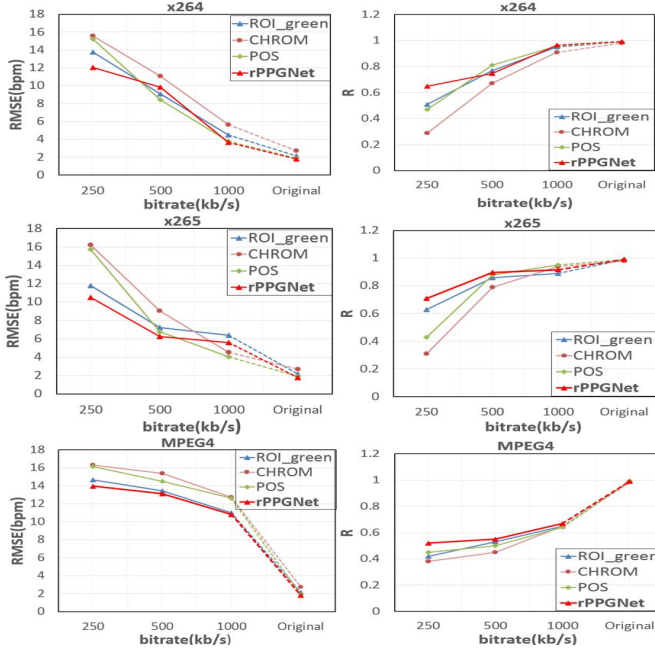 x264
18
16
14
12
10
8
6
4
2
0
RMSE(bpm)
ROI_green
CHROM
POS
rPPGNet
250 500 1000 Original
bitrate(kb/s)
x264
1.2
1
0.8
0.6
0.4
0.2
0
R
ROI_green
CHROM
POS
rPPGNet
250 500 1000 Original
bitrate(kb/s)
x265
18
16
14
12
10
8
6
4
2
0
RMSE(bpm)
ROI_green
CHROM
POS
rPPGNet
250 500 1000 Original
bitrate(kb/s)
x265
1.2
1
0.8
0.6
0.4
0.2
0
R
ROI_green
CHROM
POS
rPPGNet
250 500 1000 Original
bitrate(kb/s)
MPEG4
18
16
14
12
10
8
6
4
2
0
RMSE(bpm)
ROI_green
CHROM
POS
rPPGNet
250 500 1000 Original
bitrate(kb/s)
MPEG4
1.2
1
0.8
0.6
0.4
0.2
0
R
ROI_green
CHROM
POS
rPPGNet
250 500 1000 Original
bitrate(kb/s)